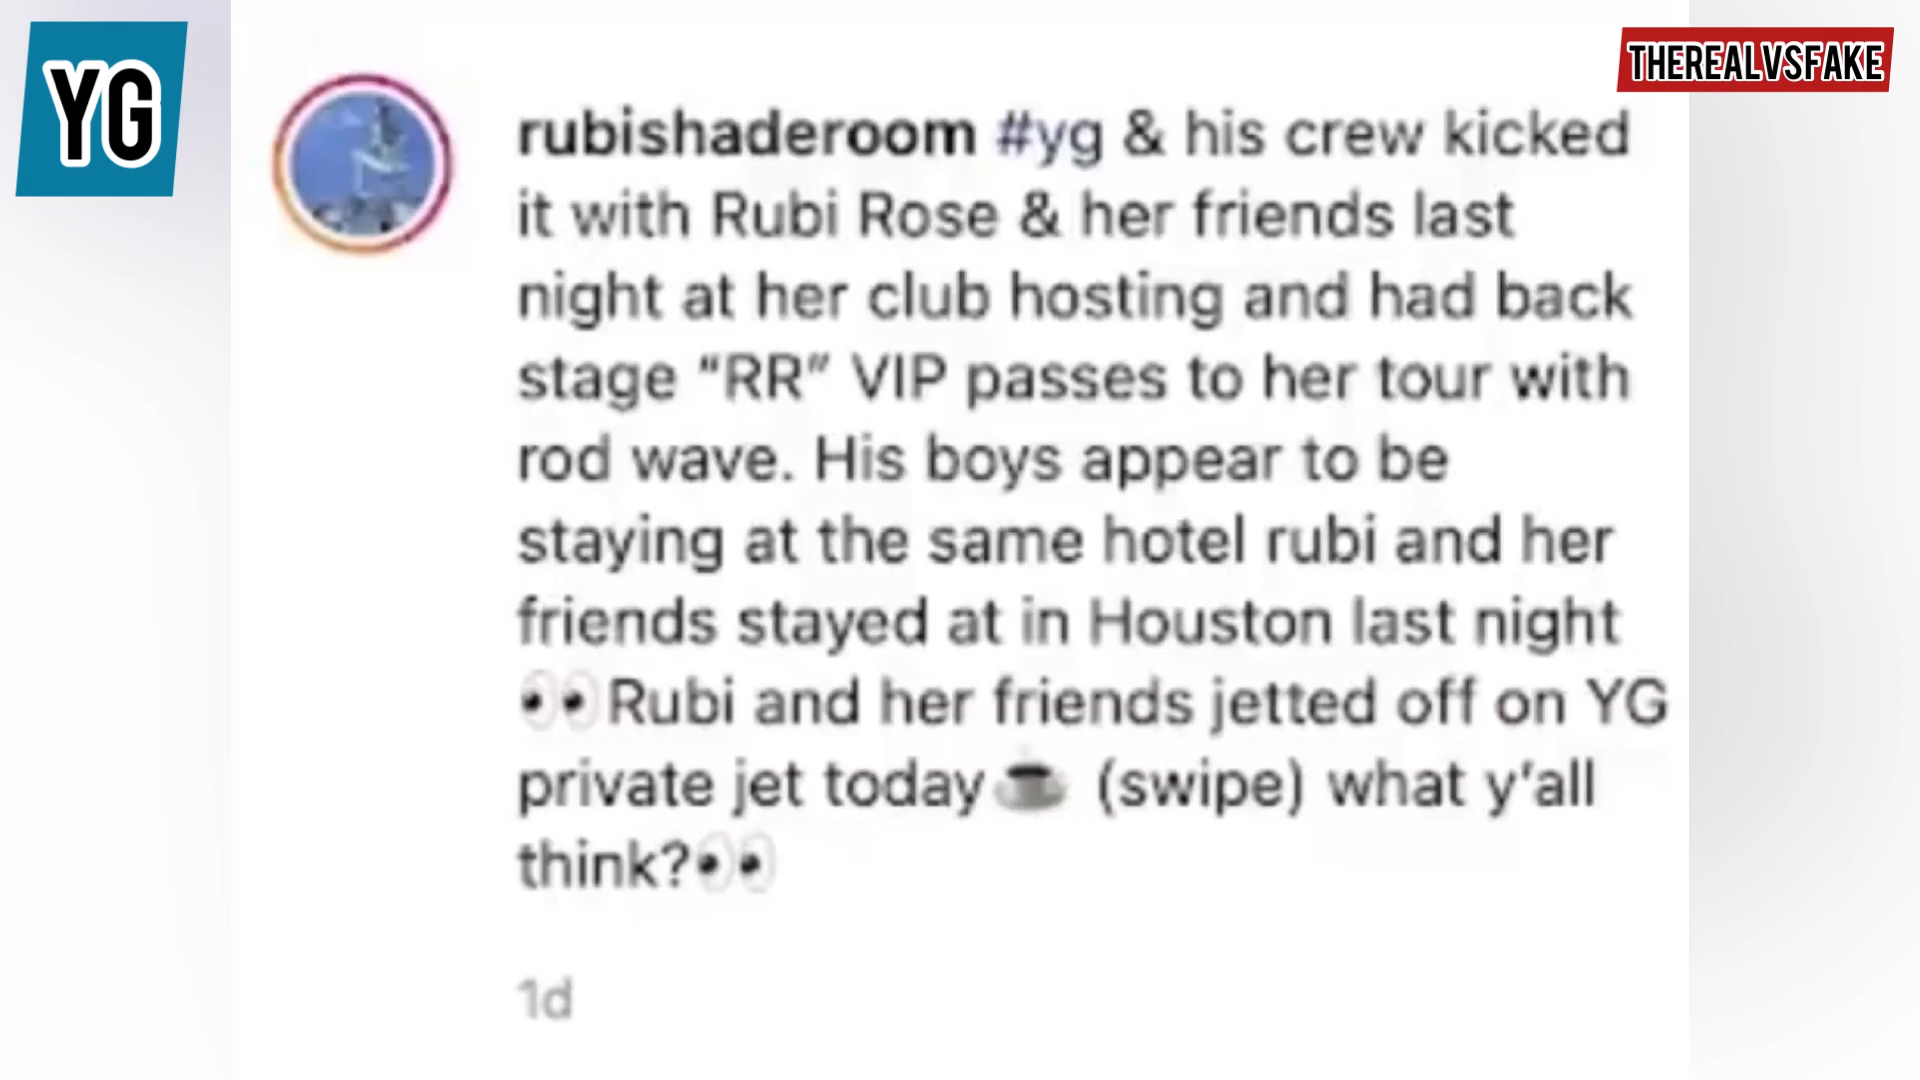 YG
THEREALVSFAKE
rubishaderoom #yg & his crew kicked
it with Rubi Rose & her friends last
night at her club hosting and had back
stage “RR” VIP passes to her tour with
rod wave. His boys appear to be
staying at the same hotel rubi and her
friends stayed at in Houston last night
👀Rubi and her friends jetted off on YG
private jet today☕ (swipe) what y’all
think?👀
1d